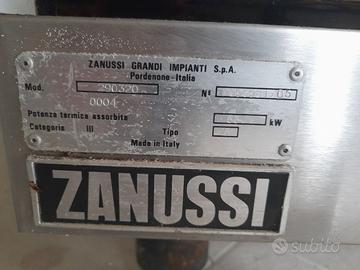 ZANUSSI GRANDI IMPIANTI S.p.A.
Pordenone-Italia
Mod. 290320 N°
0004
Potenza termica assorbita kW
Categoria III Tipo
Made in Italy
ZANUSSI
subito